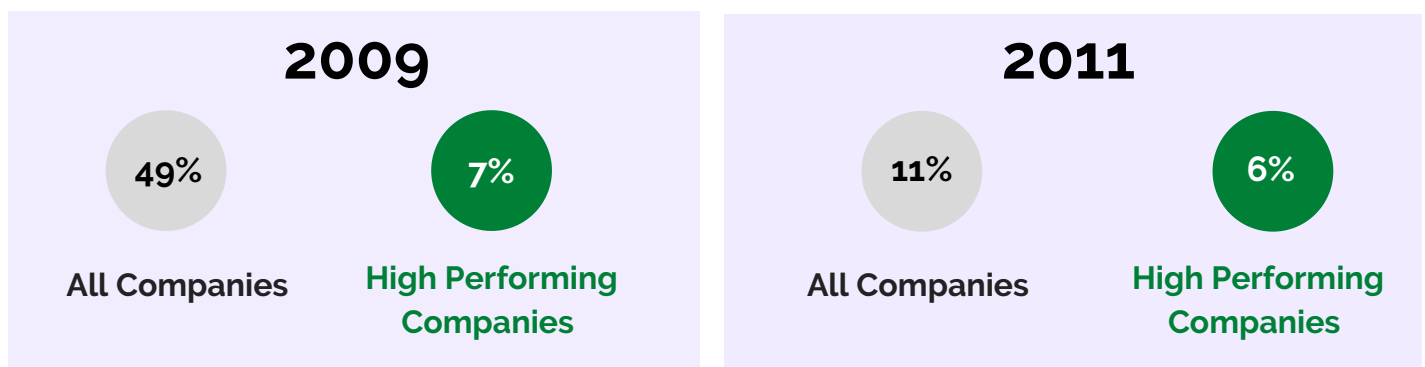 2009
49%
7%
All Companies
High Performing
Companies
2011
11%
6%
All Companies
High Performing
Companies